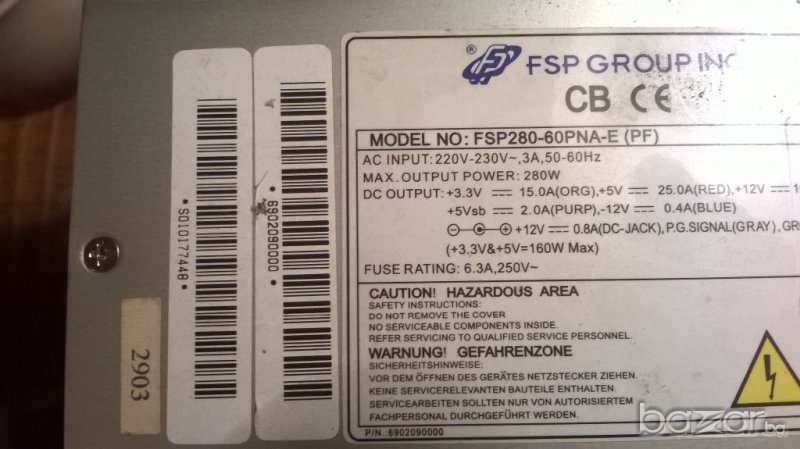 *S010177448*
*6902090000*
2903
® FSP GROUP INC
CB CE
MODEL NO: FSP280-60PNA-E (PF)
AC INPUT: 220V-230V~,3A,50-60Hz
MAX. OUTPUT POWER: 280W
DC OUTPUT: +3.3V ⎓ 15.0A(ORG),+5V ⎓ 25.0A(RED),+12V ⎓
+5Vsb ⎓ 2.0A(PURP),-12V ⎓ 0.4A(BLUE)
+12V ⎓ 0.8A(DC-JACK), P.G.SIGNAL(GRAY),
(+3.3V&+5V=160W Max)
FUSE RATING: 6.3A,250V~
CAUTION! HAZARDOUS AREA
SAFETY INSTRUCTIONS:
DO NOT REMOVE THE COVER
NO SERVICEABLE COMPONENTS INSIDE.
REFER SERVICING TO QUALIFIED SERVICE PERSONNEL.
WARNUNG! GEFAHRENZONE
SICHERHEITSHINWEISE:
VOR DEM ÖFFNEN DES GERÄTES NETZSTECKER ZIEHEN.
KEINE SERVICERELEVANTEN BAUTEILE ENTHALTEN.
SERVICEARBEITEN SOLLTEN NUR VON AUTORISIERTEM
FACHPERSONAL DURCHGEFÜHRT WERDEN.
P/N.:6902090000
bazar.bg